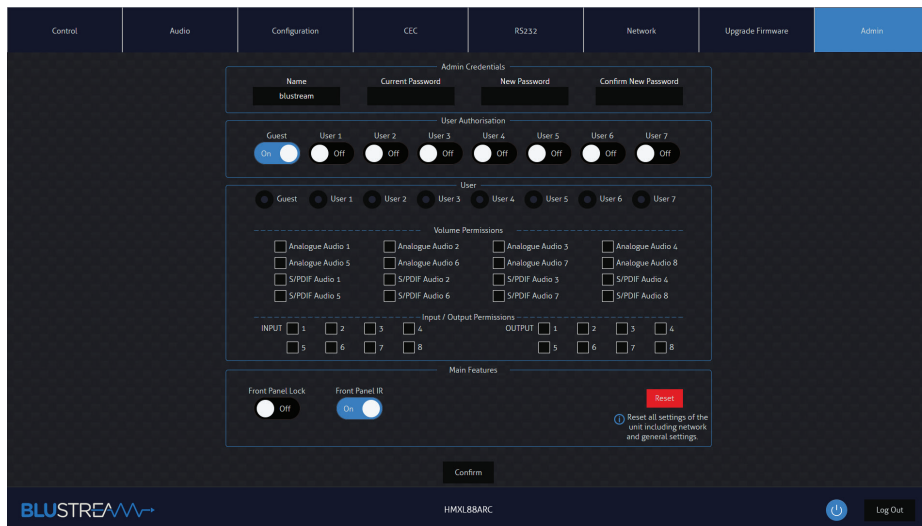 Control Audio Configuration CEC RS232 Network Upgrade Firmware Admin
Admin Credentials
Name Current Password New Password Confirm New Password
blustream
User Authorisation
Guest User 1 User 2 User 3 User 4 User 5 User 6 User 7
On Off Off Off Off Off Off Off
User
Guest User 1 User 2 User 3 User 4 User 5 User 6 User 7
Volume Permissions
Analogue Audio 1 Analogue Audio 2 Analogue Audio 3 Analogue Audio 4
Analogue Audio 5 Analogue Audio 6 Analogue Audio 7 Analogue Audio 8
S/PDIF Audio 1 S/PDIF Audio 2 S/PDIF Audio 3 S/PDIF Audio 4
S/PDIF Audio 5 S/PDIF Audio 6 S/PDIF Audio 7 S/PDIF Audio 8
Input / Output Permissions
INPUT 1 2 3 4 OUTPUT 1 2 3 4
5 6 7 8 5 6 7 8
Main Features
Front Panel Lock Front Panel IR
Off On
Reset
Reset all settings of the
unit including network
and general settings.
Confirm
BLUSTREAM HMXL88ARC Log Out